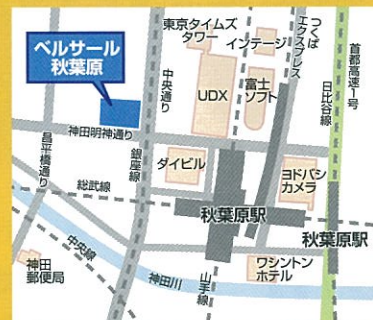 東京タイムズ
タワー
インテージ
つくば
エクスプレス
首都高速1号
ベルサール
秋葉原
中央通り
UDX
富士
ソフト
日比谷線
神田明神通り
昌平橋通り
銀座線
ダイビル
ヨドバシ
カメラ
総武線
秋葉原駅
秋葉原駅
中央線
神田
郵便局
神田川
山手線
ワシントン
ホテル